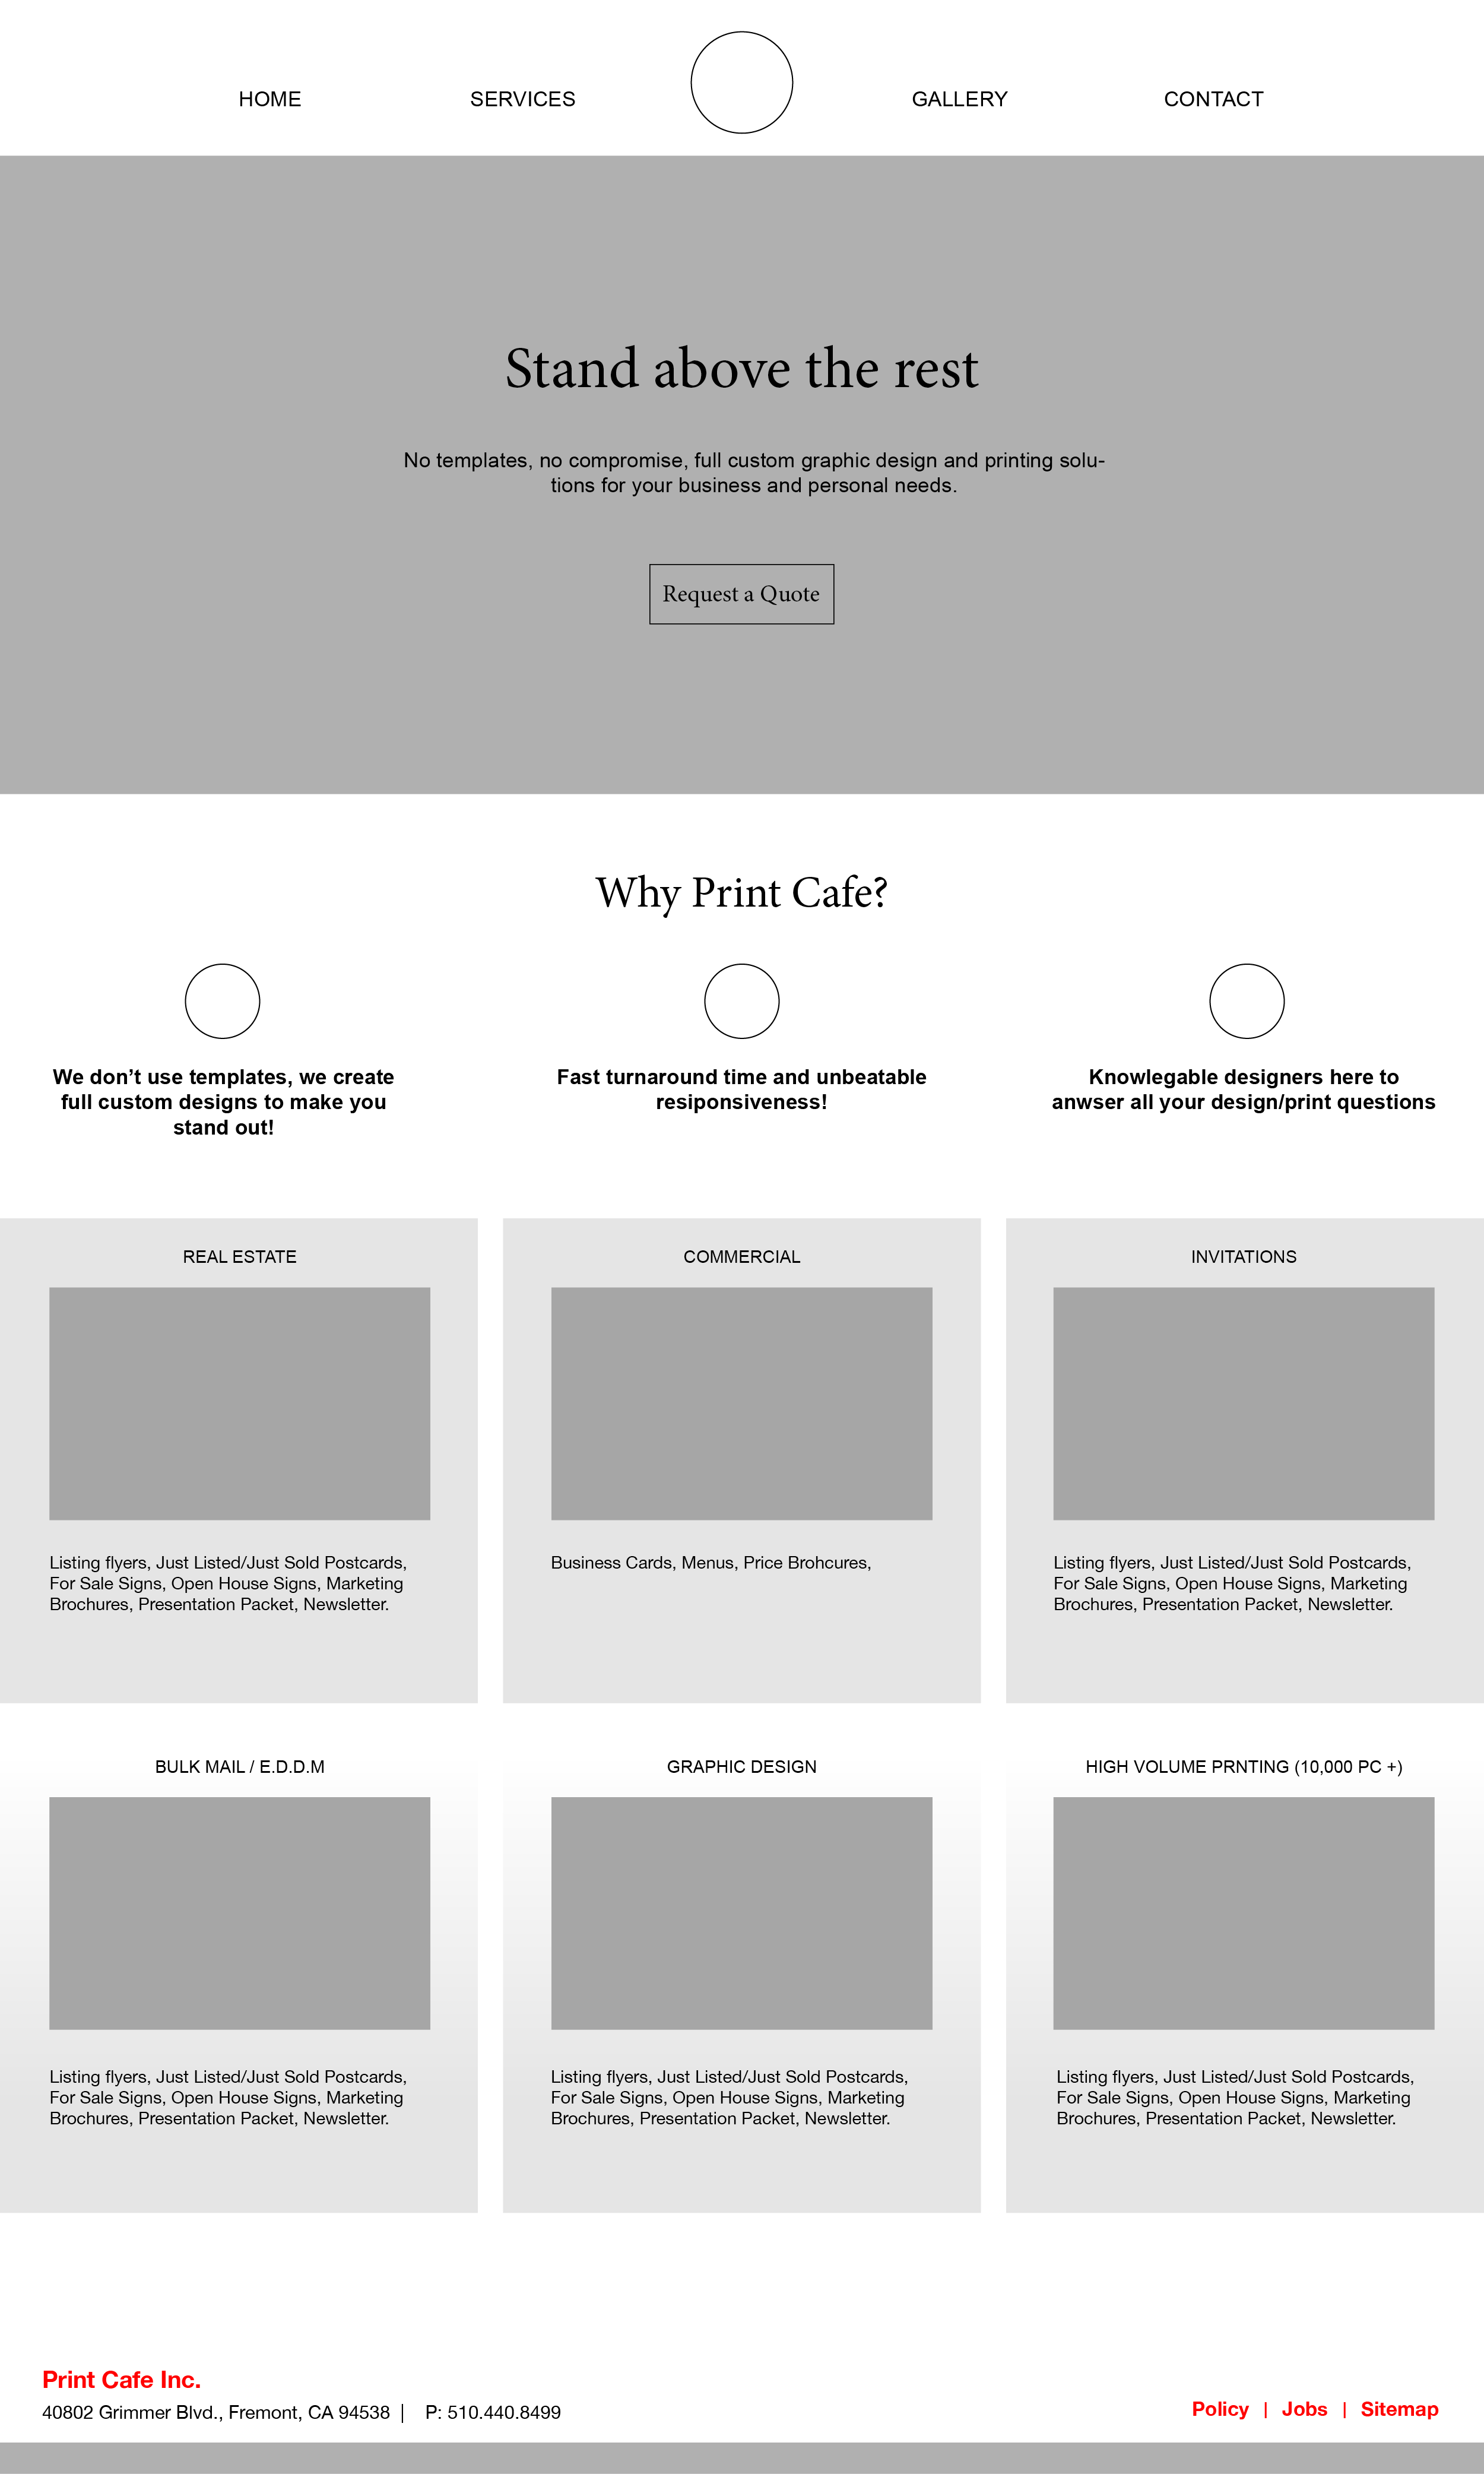 HOME SERVICES GALLERY CONTACT
Stand above the rest
No templates, no compromise, full custom graphic design and printing solu-
tions for your business and personal needs.
Request a Quote
Why Print Cafe?
We don’t use templates, we create
full custom designs to make you
stand out!
Fast turnaround time and unbeatable
resiponsiveness!
Knowlegable designers here to
anwser all your design/print questions
REAL ESTATE
Listing flyers, Just Listed/Just Sold Postcards,
For Sale Signs, Open House Signs, Marketing
Brochures, Presentation Packet, Newsletter.
COMMERCIAL
Business Cards, Menus, Price Brohcures,
INVITATIONS
Listing flyers, Just Listed/Just Sold Postcards,
For Sale Signs, Open House Signs, Marketing
Brochures, Presentation Packet, Newsletter.
BULK MAIL / E.D.D.M
Listing flyers, Just Listed/Just Sold Postcards,
For Sale Signs, Open House Signs, Marketing
Brochures, Presentation Packet, Newsletter.
GRAPHIC DESIGN
Listing flyers, Just Listed/Just Sold Postcards,
For Sale Signs, Open House Signs, Marketing
Brochures, Presentation Packet, Newsletter.
HIGH VOLUME PRNTING (10,000 PC +)
Listing flyers, Just Listed/Just Sold Postcards,
For Sale Signs, Open House Signs, Marketing
Brochures, Presentation Packet, Newsletter.
Print Cafe Inc.
40802 Grimmer Blvd., Fremont, CA 94538 | P: 510.440.8499
Policy | Jobs | Sitemap